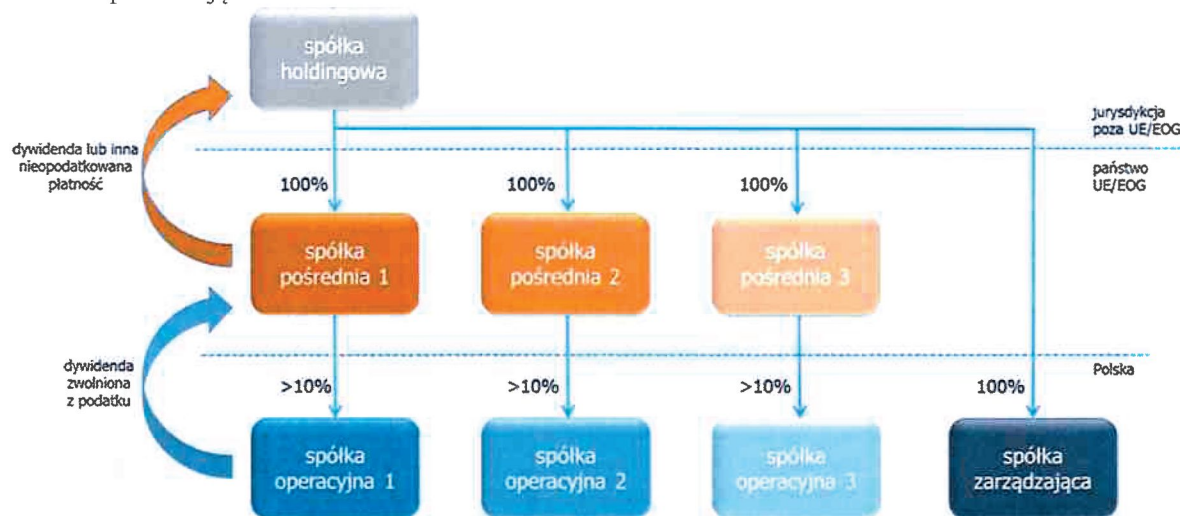 spółka
holdingowa
jurysdykcja
poza UE/EOG
dywidenda lub inna
nieopodatkowana
płatność
państwo
UE/EOG
100%
100%
100%
spółka
pośrednia 1
spółka
pośrednia 2
spółka
pośrednia 3
dywidenda
zwolniona
z podatku
Polska
>10%
>10%
>10%
100%
spółka
operacyjna 1
spółka
operacyjna 2
spółka
operacyjna 3
spółka
zarządzająca